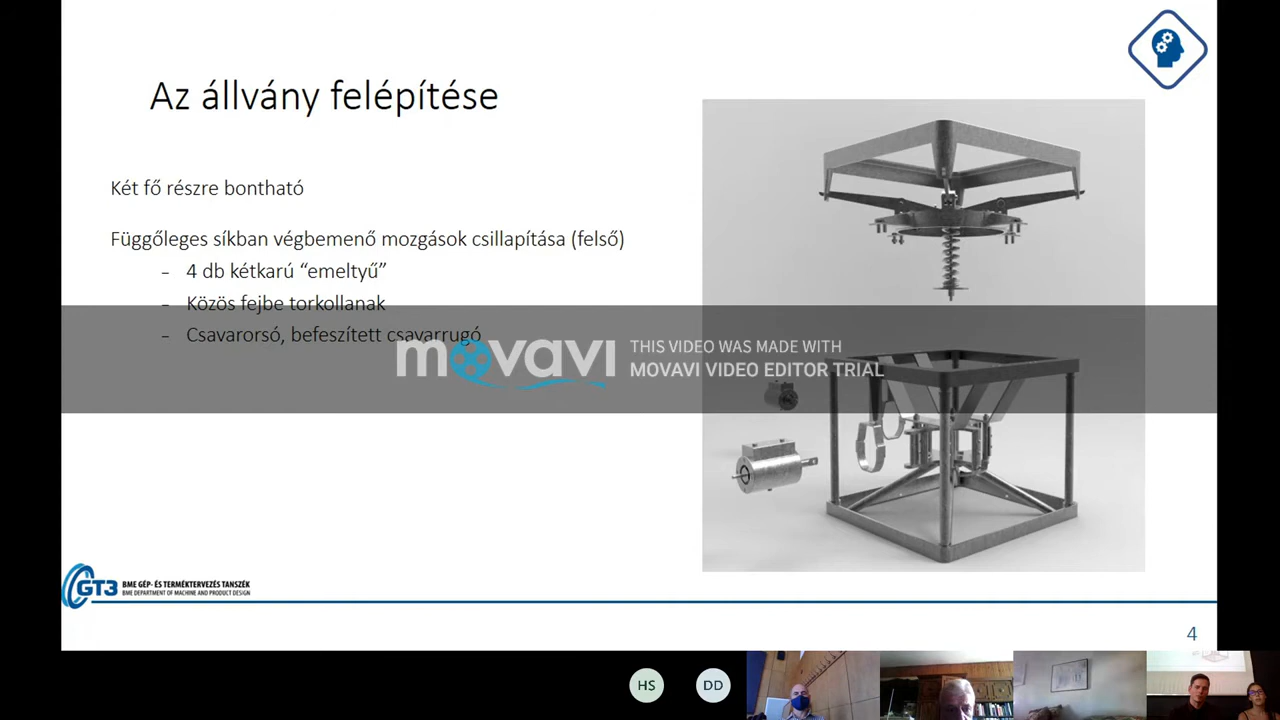 Az állvány felépítése
Két fő részre bontható
Függőleges síkban végbemenő mozgások csillapítása (felső)
– 4 db kétkarú “emeltyű”
– Közös fejbe torkollanak
– Csavarorsó, befeszített csavarrugó
movavi
THIS VIDEO WAS MADE WITH
MOVAVI VIDEO EDITOR TRIAL
GT3
BME GÉP- ÉS TERMÉKTERVEZÉS TANSZÉK
BME DEPARTMENT OF MACHINE AND PRODUCT DESIGN
4
HS
DD